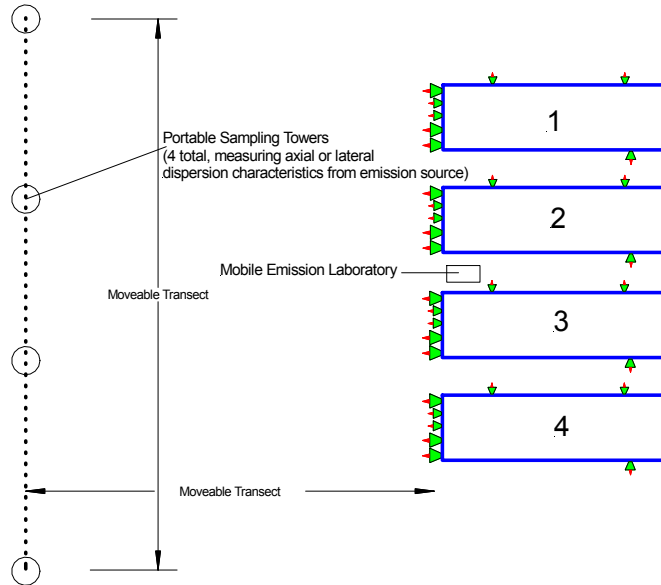 1
Portable Sampling Towers
(4 total, measuring axial or lateral
dispersion characteristics from emission source)
2
Mobile Emission Laboratory
Moveable Transect
3
4
Moveable Transect